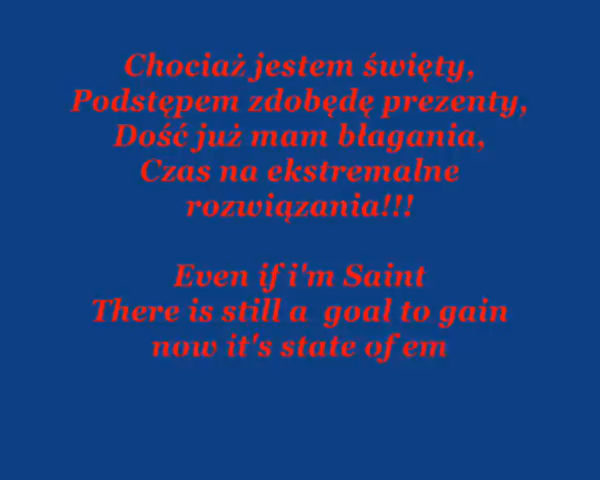 Chociaż jestem święty,
Podstępem zdobędę prezenty,
Dość już mam błagania,
Czas na ekstremalne
rozwiązania!!!
Even if i'm Saint
There is still a goal to gain
now it's state of em